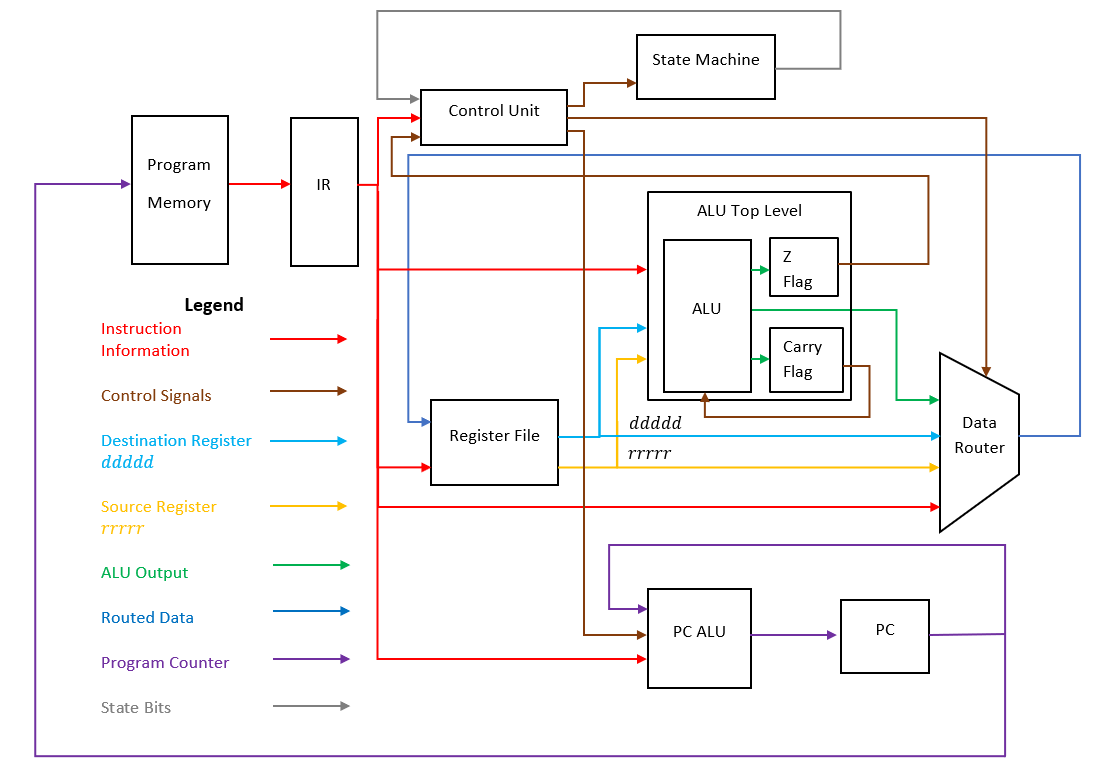 State Machine
Control Unit
Program
Memory
IR
ALU Top Level
Z
Flag
ALU
Carry
Flag
Legend
Instruction
Information
Control Signals
Destination Register
ddddd
Source Register
rrrrr
ALU Output
Routed Data
Program Counter
State Bits
Register File
ddddd
rrrrr
Data
Router
PC ALU
PC